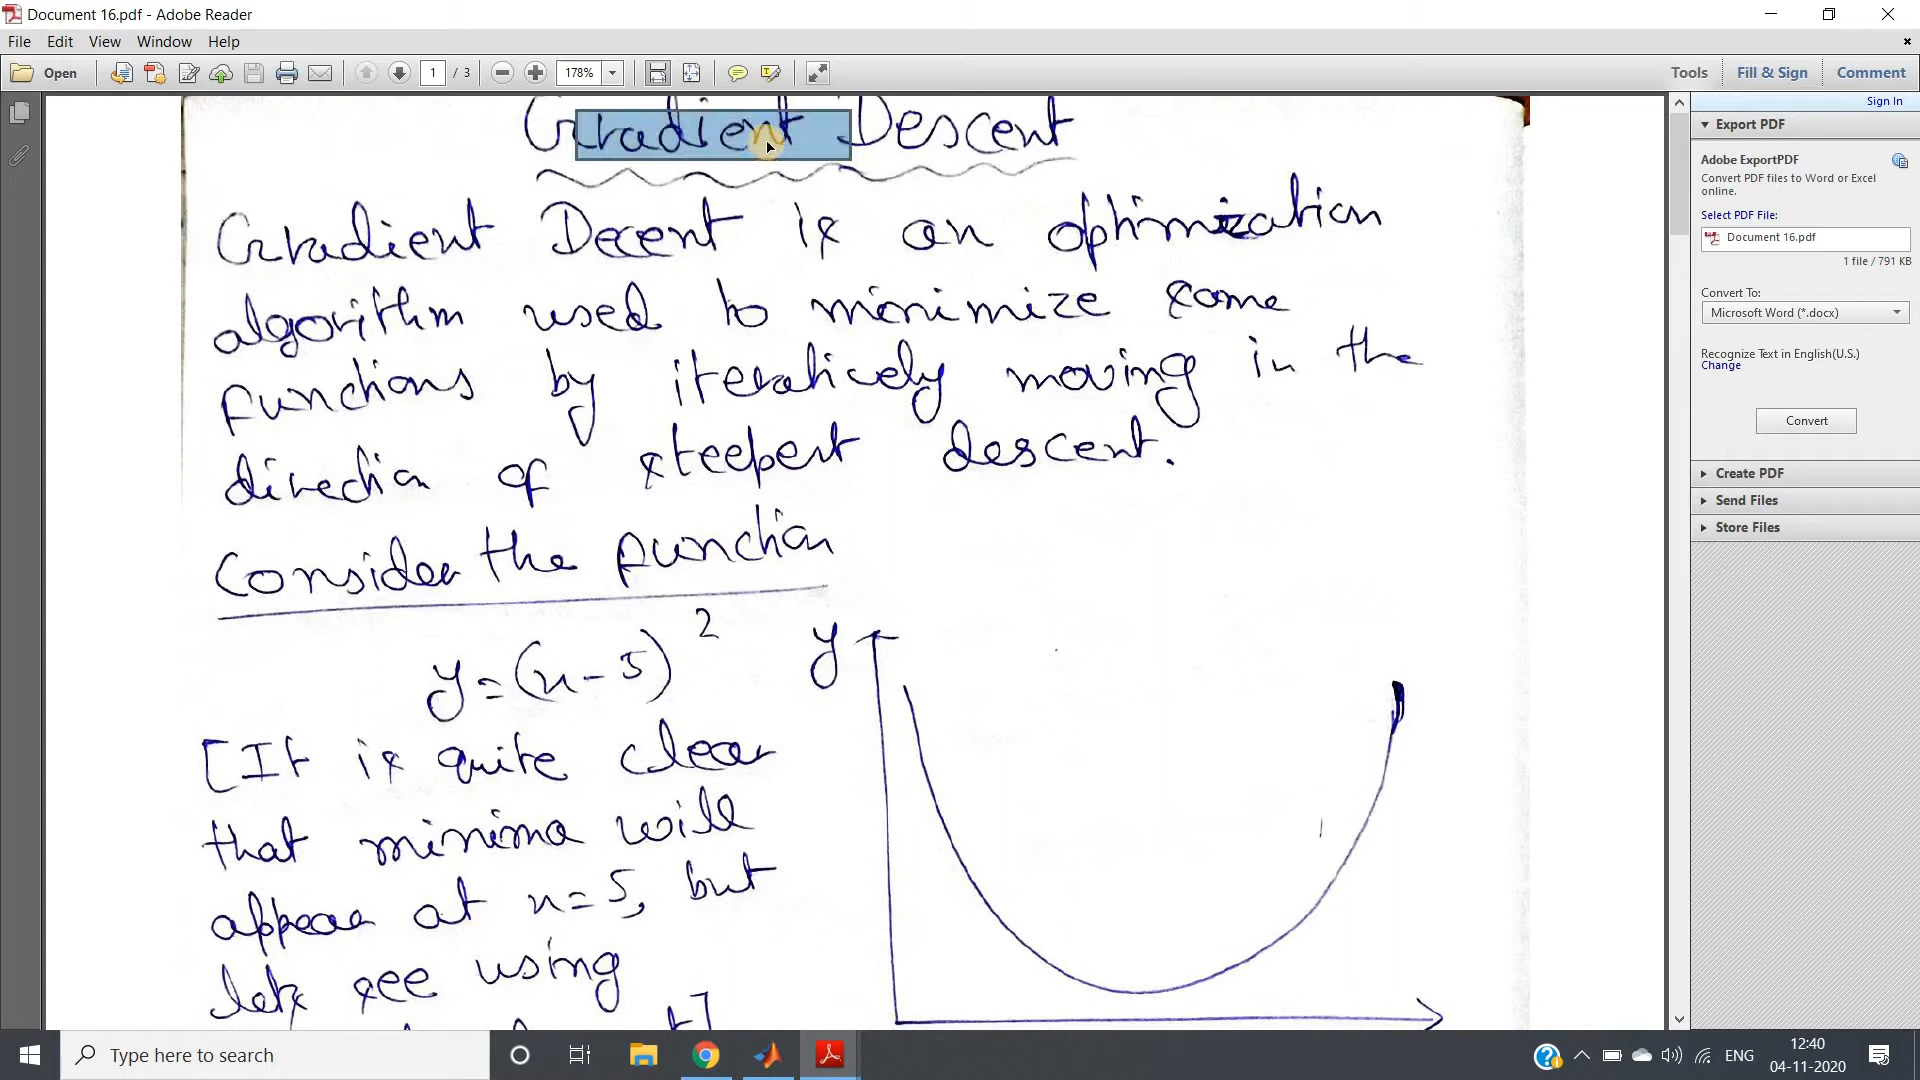 Document 16.pdf - Adobe Reader
File Edit View Window Help
Open 1 / 3 178% Tools Fill & Sign Comment
Sign In
Gradient Descent
Gradient Decent is an optimization
algorithm used to minimize some
functions by iteratively moving in the
direction of steepest descent.
Consider the function
y=(x-5)²
y
[It is quite clear
that minima will
appear at x=5, but
lets see using
Export PDF
Adobe ExportPDF
Convert PDF files to Word or Excel
online.
Select PDF File:
Document 16.pdf
1 file / 791 KB
Convert To:
Microsoft Word (*.docx)
Recognize Text in English(U.S.)
Change
Convert
Create PDF
Send Files
Store Files
Type here to search
ENG
12:40
04-11-2020